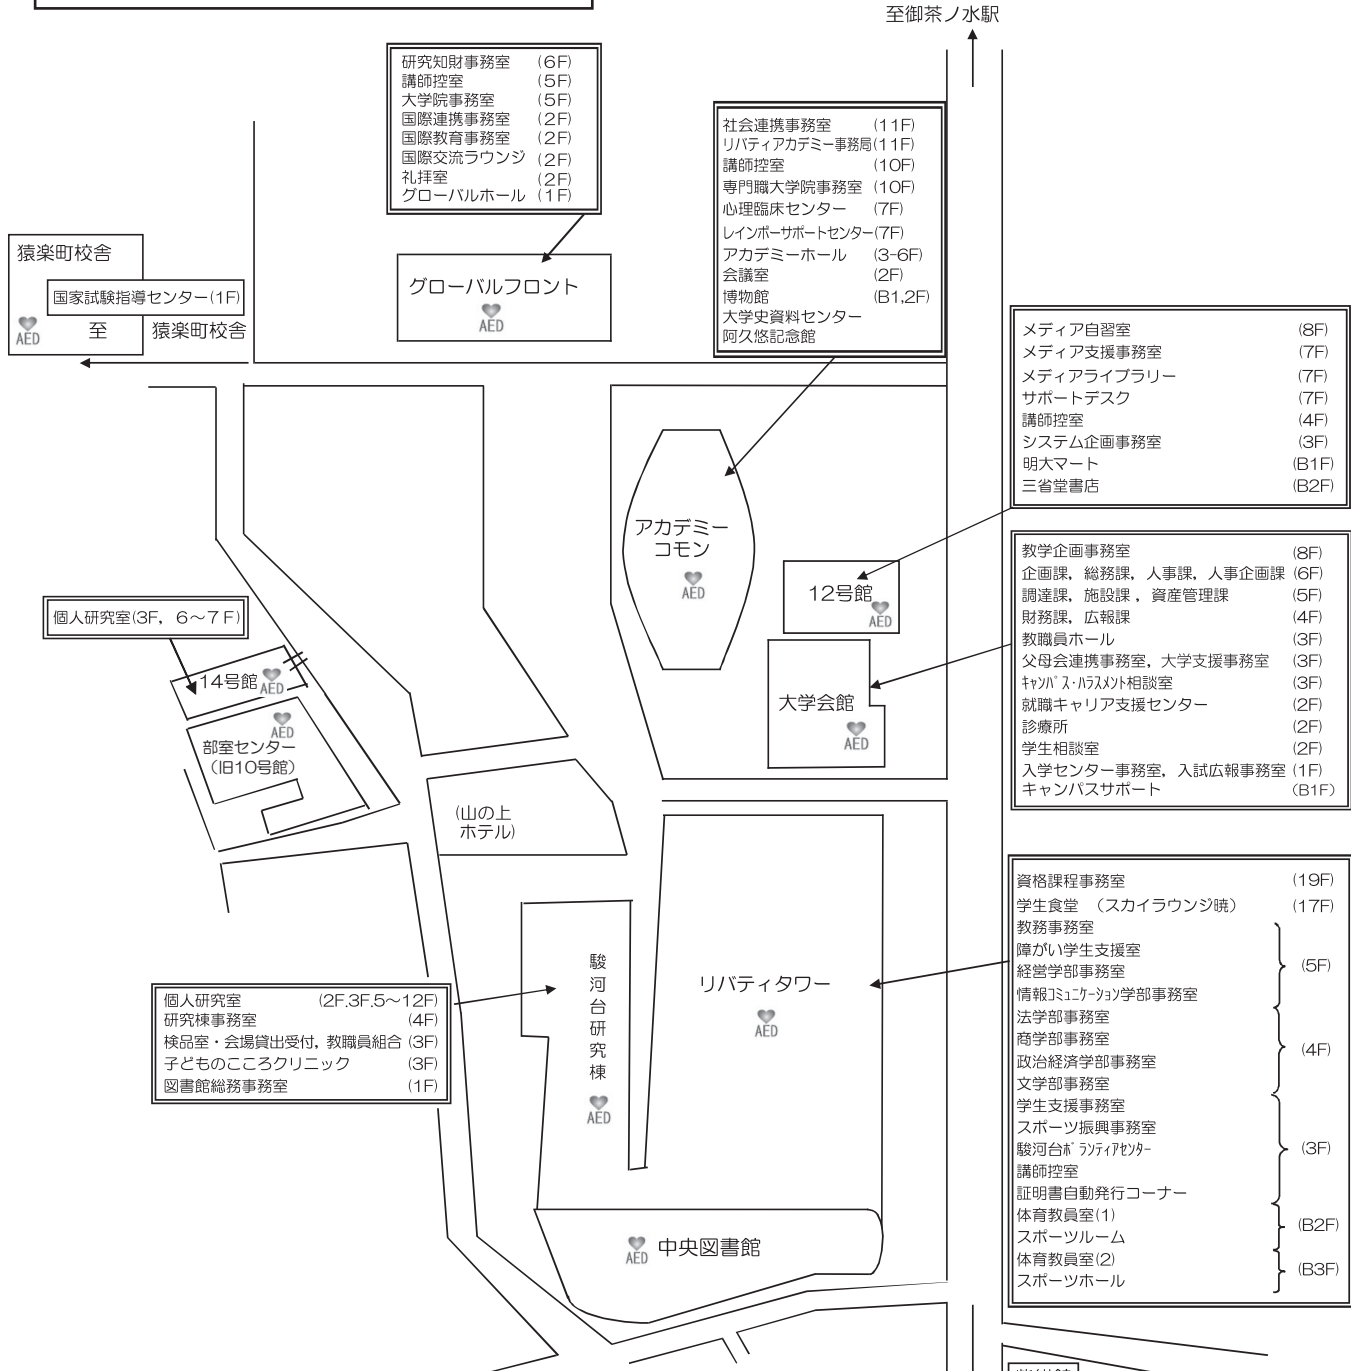 至御茶ノ水駅
研究知財事務室 (6F)
講師控室 (5F)
大学院事務室 (5F)
国際連携事務室 (2F)
国際教育事務室 (2F)
国際交流ラウンジ (2F)
礼拝室 (2F)
グローバルホール (1F)
社会連携事務室 (11F)
リバティアカデミー事務局(11F)
講師控室 (10F)
専門職大学院事務室 (10F)
心理臨床センター (7F)
レインボーサポートセンター(7F)
アカデミーホール (3-6F)
会議室 (2F)
博物館 (B1,2F)
大学史資料センター
阿久悠記念館
猿楽町校舎
国家試験指導センター(1F)
AED
至 猿楽町校舎
グローバルフロント
AED
メディア自習室 (8F)
メディア支援事務室 (7F)
メディアライブラリー (7F)
サポートデスク (7F)
講師控室 (4F)
システム企画事務室 (3F)
明大マート (B1F)
三省堂書店 (B2F)
アカデミー
コモン
AED
12号館
AED
教学企画事務室 (8F)
企画課，総務課，人事課，人事企画課 (6F)
調達課，施設課，資産管理課 (5F)
財務課，広報課 (4F)
教職員ホール (3F)
父母会連携事務室，大学支援事務室 (3F)
ｷｬﾝﾊﾟｽ・ﾊﾗｽﾒﾝﾄ相談室 (3F)
就職キャリア支援センター (2F)
診療所 (2F)
学生相談室 (2F)
入学センター事務室，入試広報事務室 (1F)
キャンパスサポート (B1F)
個人研究室(3F，6～7F)
14号館
AED
大学会館
AED
部室センター
（旧10号館）
AED
(山の上
ホテル)
資格課程事務室 (19F)
学生食堂 （スカイラウンジ暁） (17F)
教務事務室
障がい学生支援室
経営学部事務室
情報ｺﾐｭﾆｹｰｼｮﾝ学部事務室
(5F)
法学部事務室
商学部事務室
政治経済学部事務室
文学部事務室
(4F)
学生支援事務室
スポーツ振興事務室
駿河台ﾎﾞﾗﾝﾃｨｱｾﾝﾀｰ
講師控室
証明書自動発行コーナー
(3F)
体育教員室(1)
スポーツルーム
(B2F)
体育教員室(2)
スポーツホール
(B3F)
個人研究室 (2F.3F.5～12F)
研究棟事務室 (4F)
検品室・会場貸出受付，教職員組合 (3F)
子どものこころクリニック (3F)
図書館総務事務室 (1F)
駿河台研究棟
AED
リバティタワー
AED
AED 中央図書館